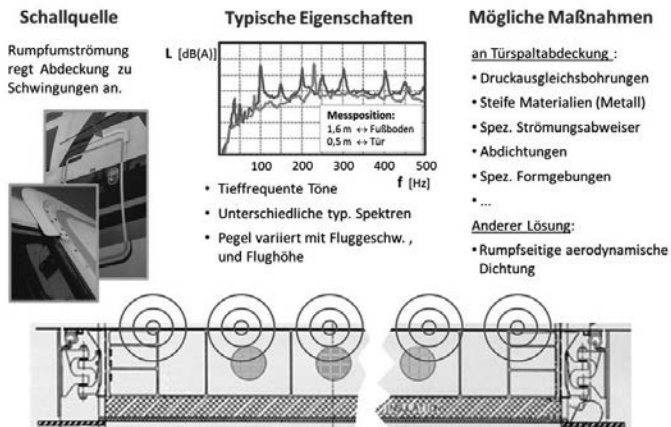 Schallquelle
Rumpfumströmung
regt Abdeckung zu
Schwingungen an.
Typische Eigenschaften
L [dB(A)]
Messposition:
1,6 m ↔ Fußboden
0,5 m ↔ Tür
100 200 300 400 500
f [Hz]
• Tieffrequente Töne
• Unterschiedliche typ. Spektren
• Pegel variiert mit Fluggeschw. ,
und Flughöhe
Mögliche Maßnahmen
an Türspaltabdeckung :
• Druckausgleichsbohrungen
• Steife Materialien (Metall)
• Spez. Strömungsabweiser
• Abdichtungen
• Spez. Formgebungen
• ...
Anderer Lösung:
• Rumpfseitige aerodynamische
Dichtung